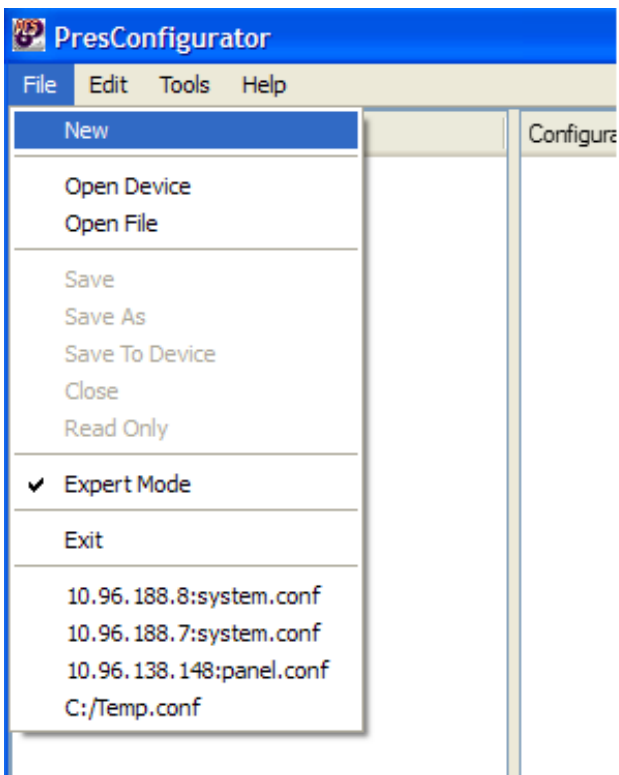 PresConfigurator
File Edit Tools Help
New
Configura
Open Device
Open File
Save
Save As
Save To Device
Close
Read Only
Expert Mode
Exit
10.96.188.8:system.conf
10.96.188.7:system.conf
10.96.138.148:panel.conf
C:/Temp.conf